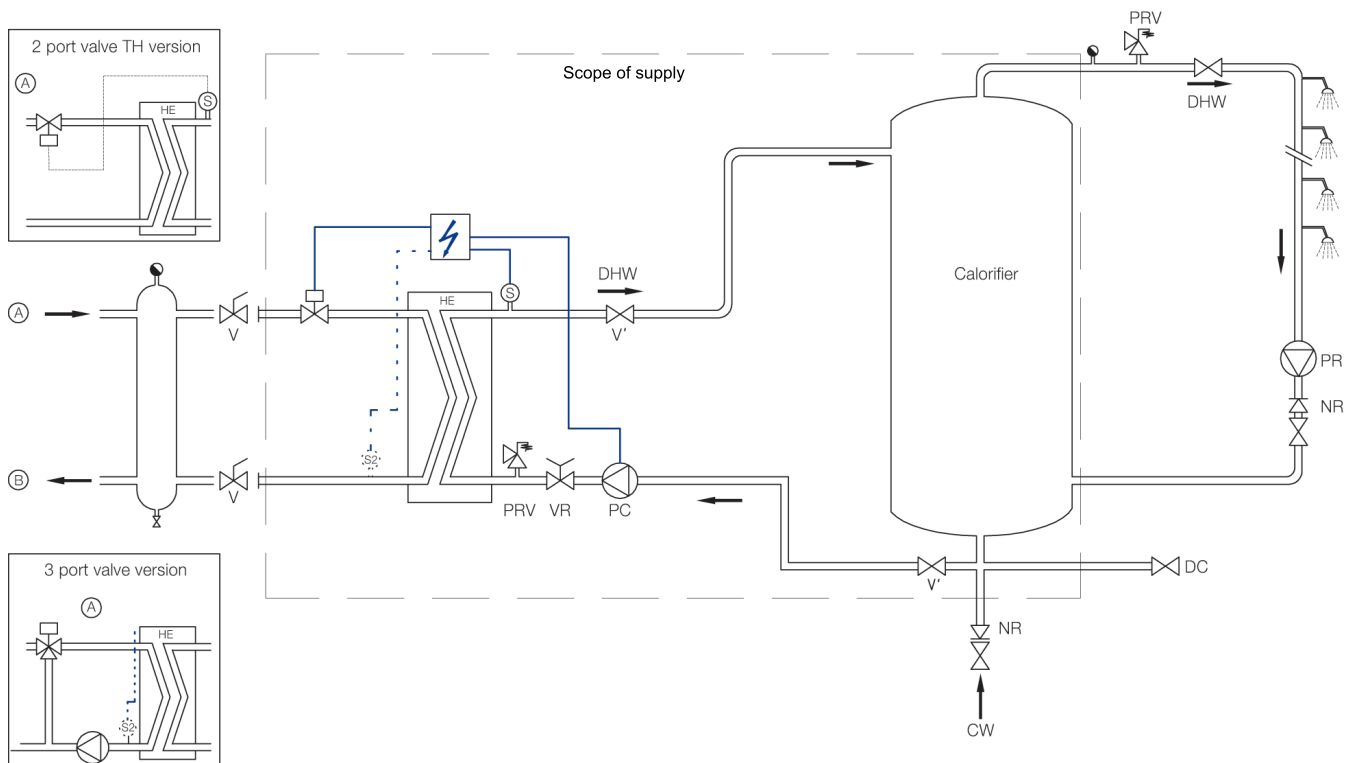 2 port valve TH version
A
HE
S
Scope of supply
PRV
DHW
A
V
HE
S
DHW
V'
Calorifier
PR
NR
B
V
S2
PRV
VR
PC
V'
DC
NR
CW
3 port valve version
A
HE
S2